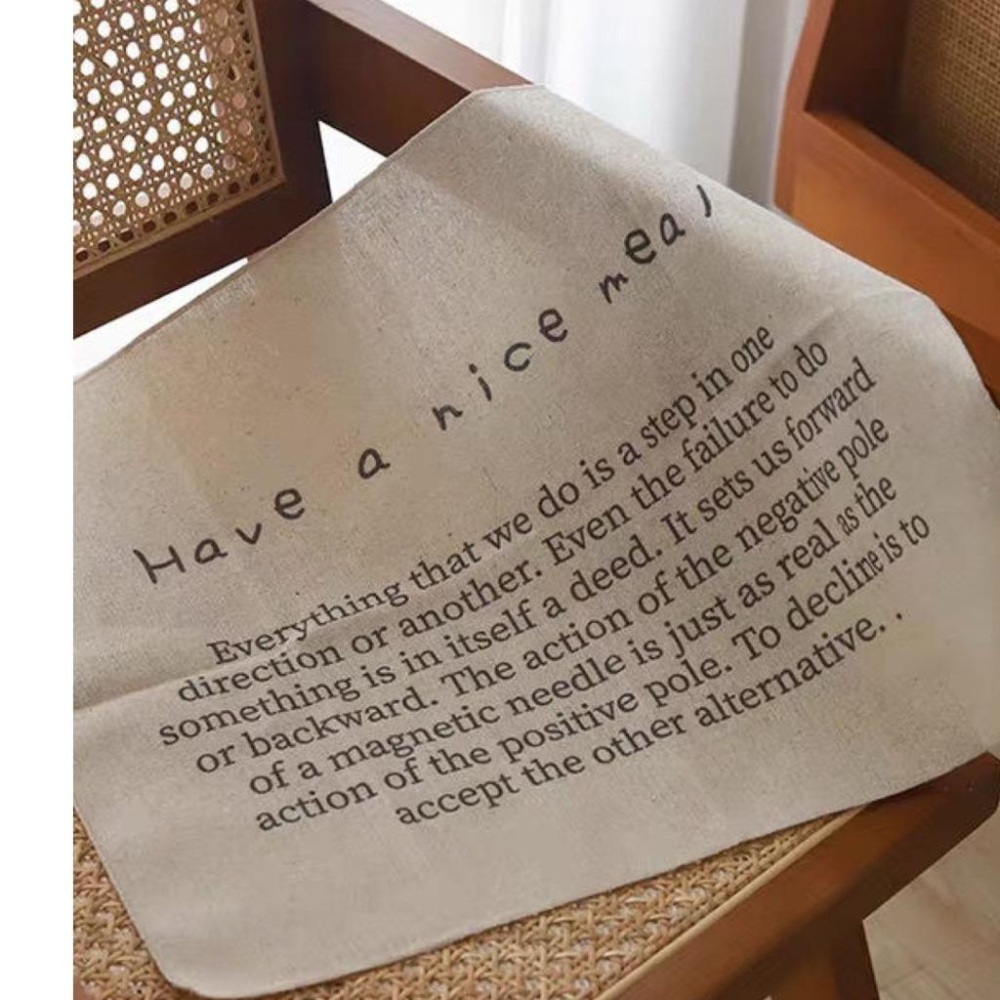 Have a nice meal
Everything that we do is a step in one
direction or another. Even the failure to do
something is in itself a deed. It sets us forward
or backward. The action of the negative pole
of a magnetic needle is just as real as the
action of the positive pole. To decline is to
accept the other alternative. .